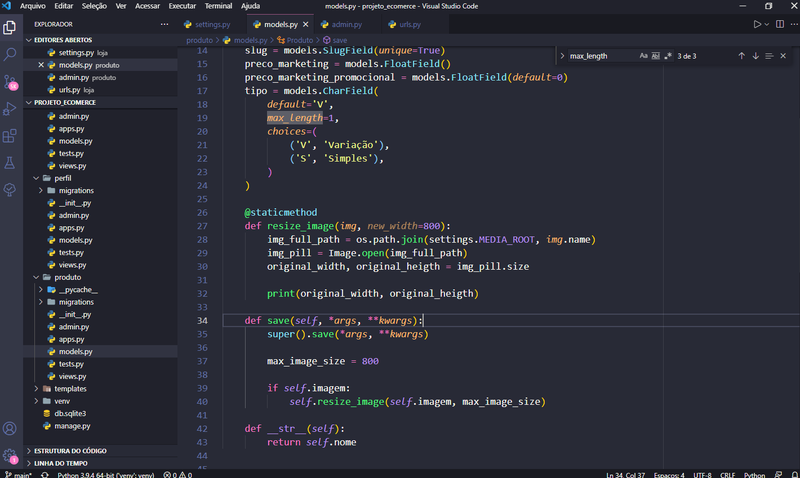 Arquivo Editar Seleção Ver Acessar Executar Terminal Ajuda models.py - projeto_ecomerce - Visual Studio Code
EXPLORADOR ... settings.py models.py × admin.py urls.py
produto > models.py > Produto > save
EDITORES ABERTOS
settings.py loja
× models.py produto
admin.py produto
urls.py loja
PROJETO_ECOMERCE
admin.py
apps.py
models.py
tests.py
views.py
perfil
migrations
__init__.py
admin.py
apps.py
models.py
tests.py
views.py
produto
__pycache__
migrations
__init__.py
admin.py
apps.py
models.py
tests.py
views.py
templates
venv
db.sqlite3
manage.py
ESTRUTURA DO CÓDIGO
LINHA DO TEMPO
max_length Aa 3 de 3
14 slug = models.SlugField(unique=True)
15 preco_marketing = models.FloatField()
16 preco_marketing_promocional = models.FloatField(default=0)
17 tipo = models.CharField(
18 default='V',
19 max_length=1,
20 choices=(
21 ('V', 'Variação'),
22 ('S', 'Simples'),
23 )
24 )
25
26 @staticmethod
27 def resize_image(img, new_width=800):
28 img_full_path = os.path.join(settings.MEDIA_ROOT, img.name)
29 img_pill = Image.open(img_full_path)
30 original_width, original_heigth = img_pill.size
31
32 print(original_width, original_heigth)
33
34 def save(self, *args, **kwargs):
35 super().save(*args, **kwargs)
36
37 max_image_size = 800
38
39 if self.imagem:
40 self.resize_image(self.imagem, max_image_size)
41
42 def __str__(self):
43 return self.nome
44
45
main* Python 3.9.4 64-bit ('venv': venv) 0 0 Ln 34, Col 37 Espaços: 4 UTF-8 CRLF Python